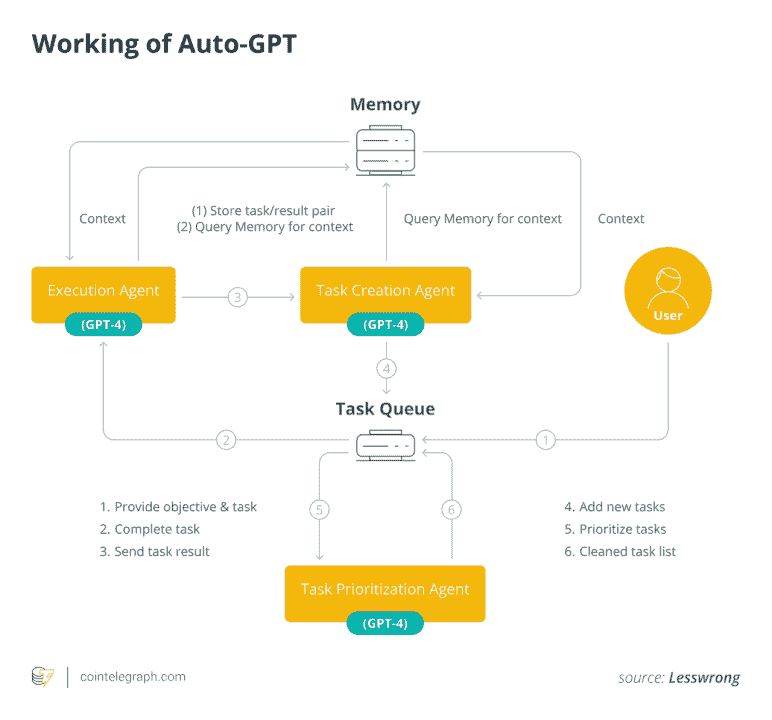 Working of Auto-GPT
Memory
Context
(1) Store task/result pair
(2) Query Memory for context
Query Memory for context
Context
Execution Agent
(GPT-4)
3
Task Creation Agent
(GPT-4)
User
4
Task Queue
2
1
1. Provide objective & task
2. Complete task
3. Send task result
5
6
4. Add new tasks
5. Prioritize tasks
6. Cleaned task list
Task Prioritization Agent
(GPT-4)
cointelegraph.com
source: Lesswrong